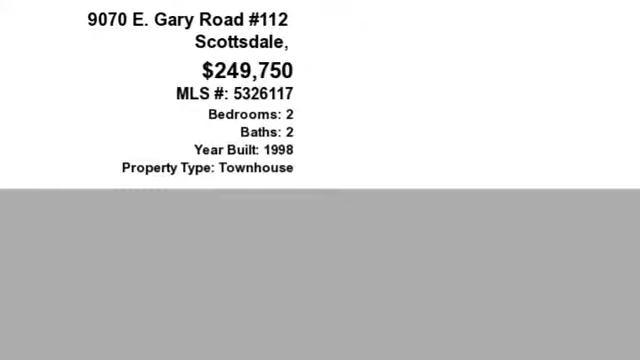 9070 E. Gary Road #112
Scottsdale,
$249,750
MLS #: 5326117
Bedrooms: 2
Baths: 2
Year Built: 1998
Property Type: Townhouse